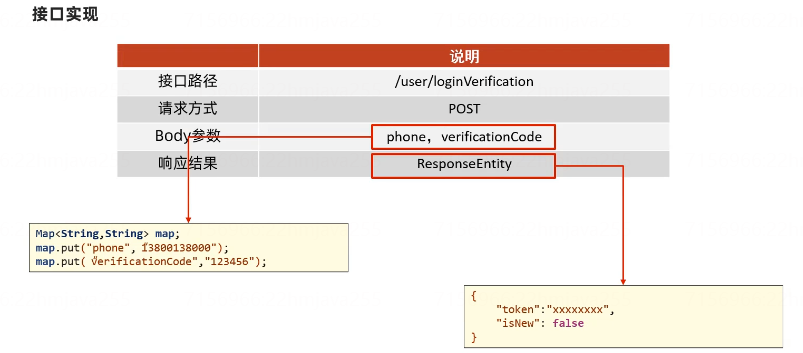 接口实现
说明
接口路径 /user/loginVerification
请求方式 POST
Body参数 phone，verificationCode
响应结果 ResponseEntity
Map<String,String> map;
map.put("phone", 13800138000");
map.put( verificationCode","123456");
{
"token":"xxxxxxxx",
"isNew": false
}